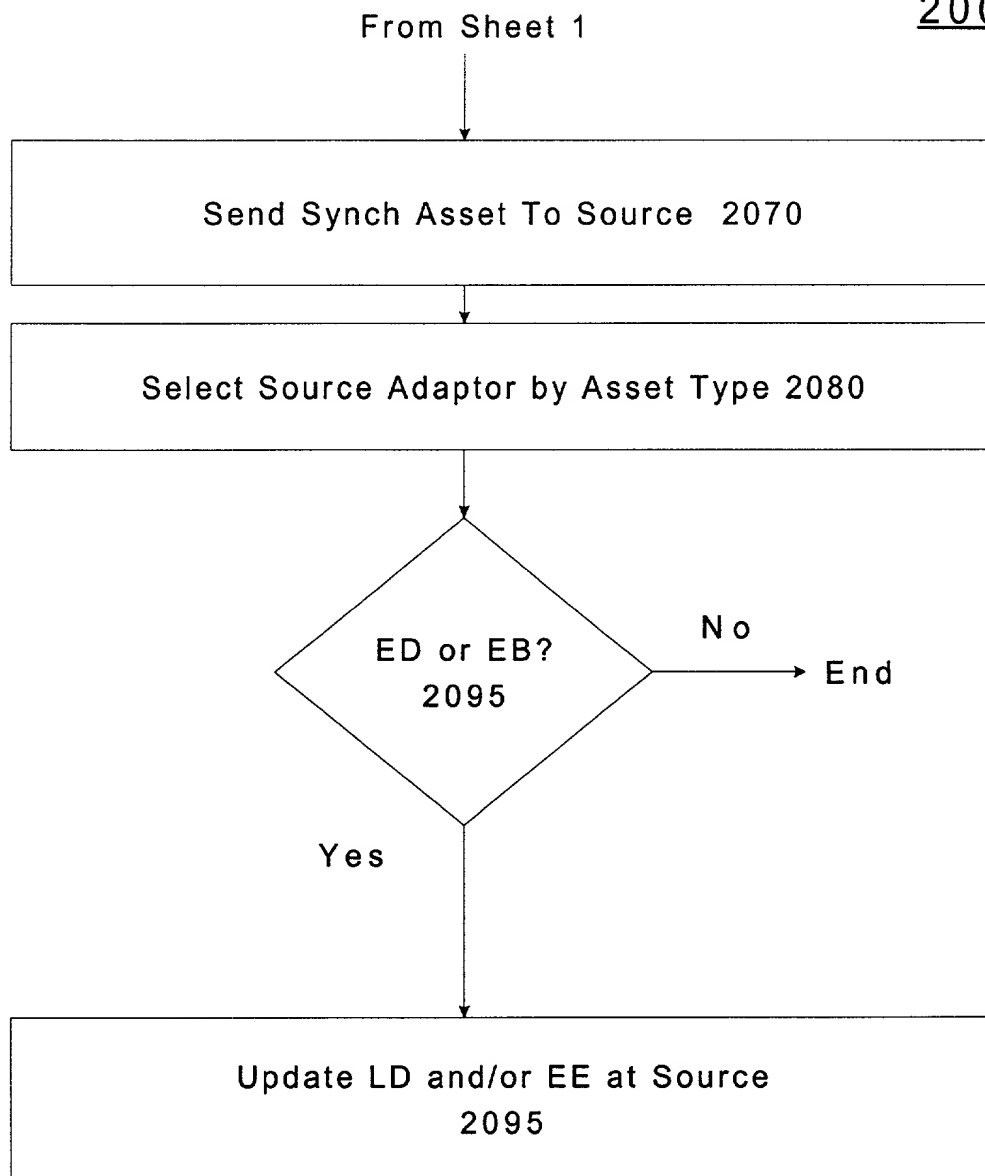 From Sheet 1
Send Synch Asset To Source 2070
Select Source Adaptor by Asset Type 2080
ED or EB?
2095
No
End
Yes
Update LD and/or EE at Source
2095